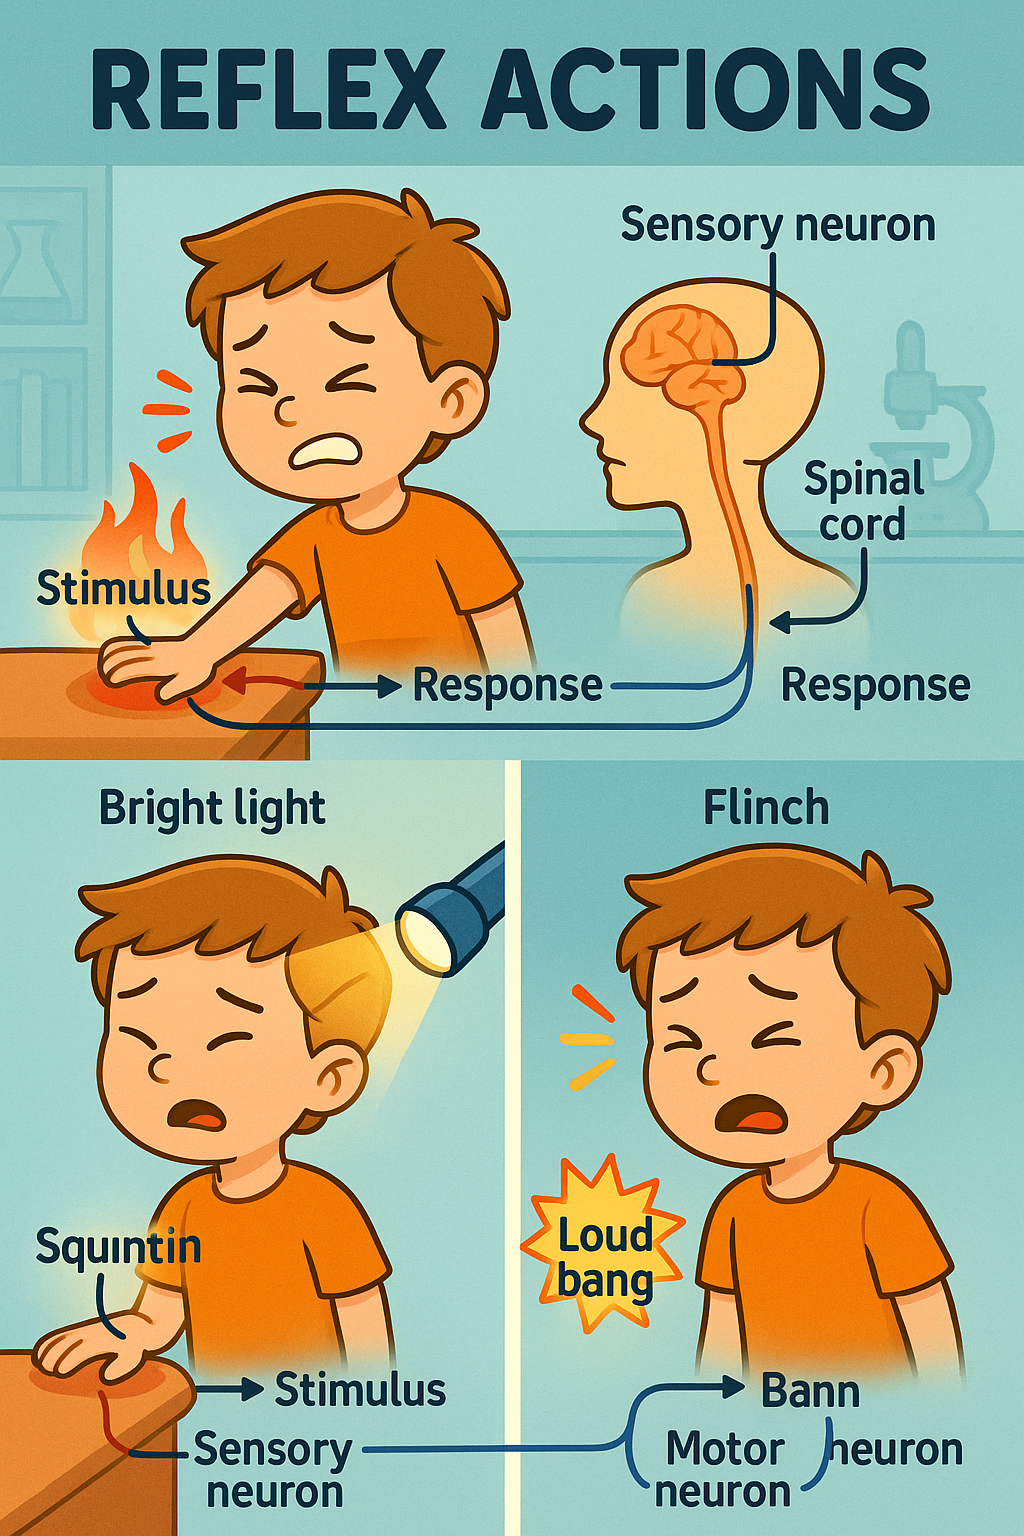 REFLEX ACTIONS
Sensory neuron
Spinal
cord
Stimulus
Response
Response
Bright light
Flinch
Squintin
Loud
bang
Stimulus
Sensory
neuron
Bann
Motor neuron
neuron